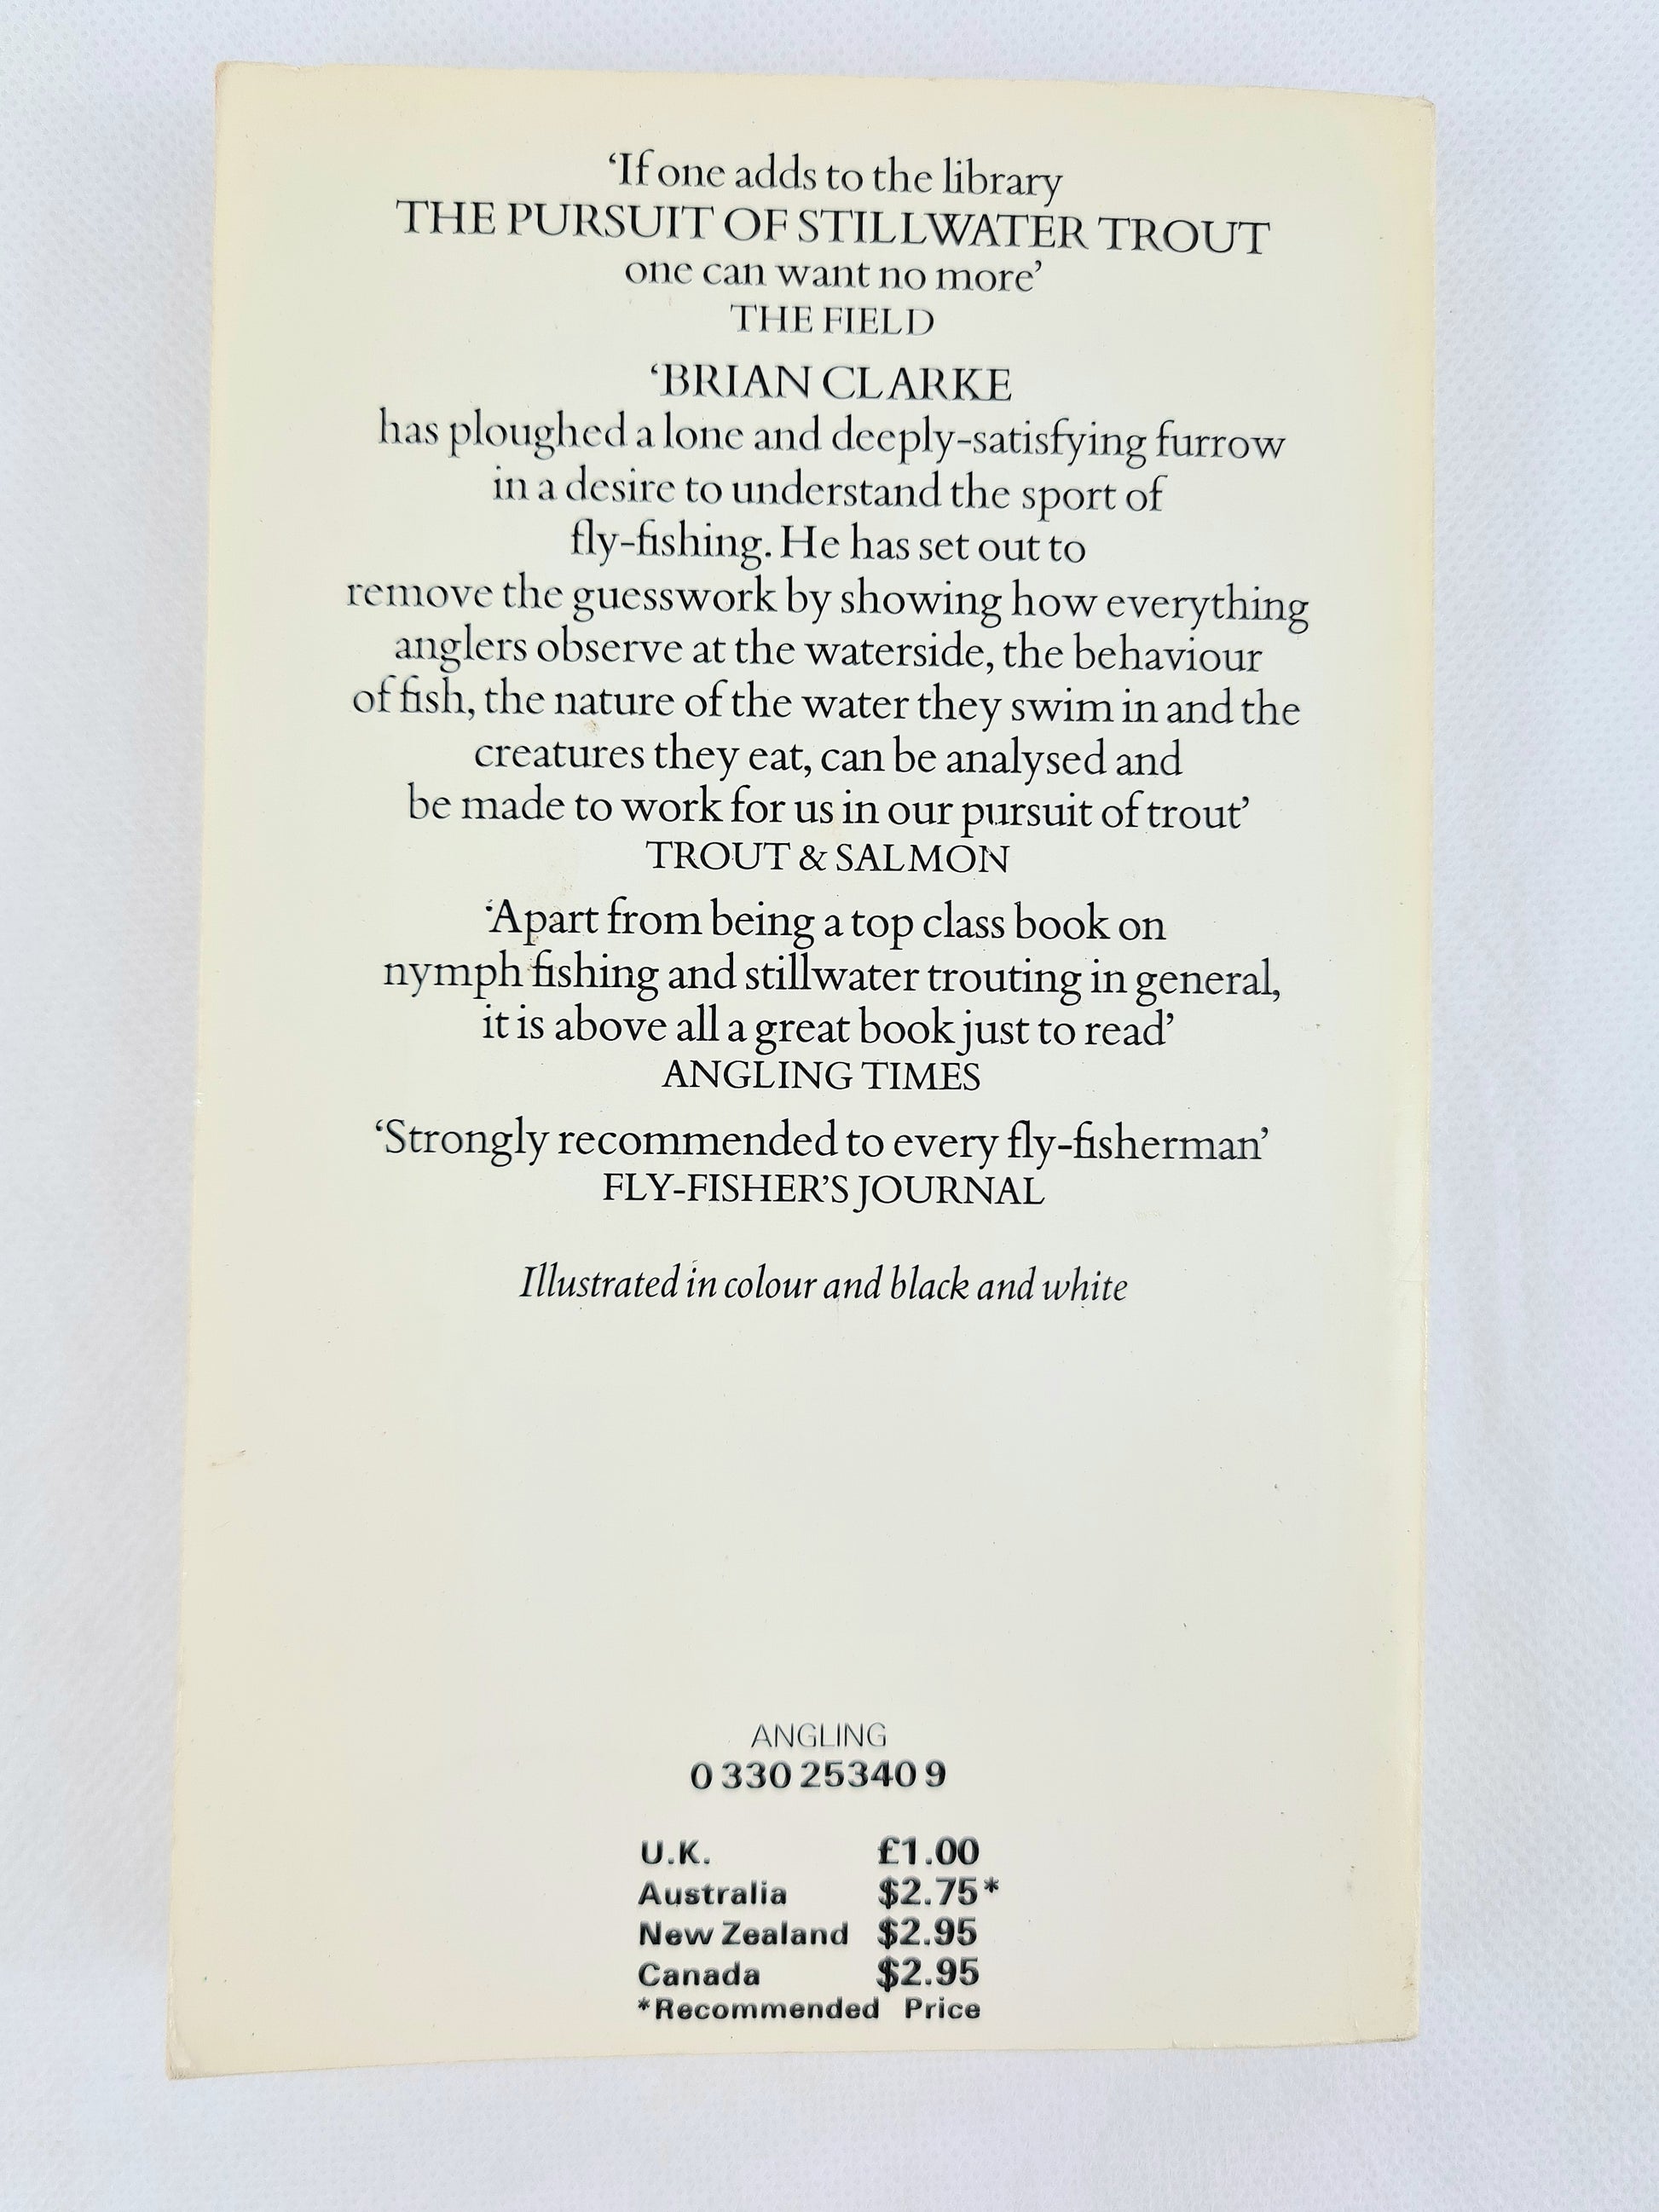 ‘If one adds to the library
THE PURSUIT OF STILLWATER TROUT
one can want no more’
THE FIELD
‘BRIAN CLARKE
has ploughed a lone and deeply-satisfying furrow
in a desire to understand the sport of
fly-fishing. He has set out to
remove the guesswork by showing how everything
anglers observe at the waterside, the behaviour
of fish, the nature of the water they swim in and the
creatures they eat, can be analysed and
be made to work for us in our pursuit of trout’
TROUT & SALMON
‘Apart from being a top class book on
nymph fishing and stillwater trouting in general,
it is above all a great book just to read’
ANGLING TIMES
‘Strongly recommended to every fly-fisherman’
FLY-FISHER’S JOURNAL
Illustrated in colour and black and white
ANGLING
0 330 25340 9
U.K. £1.00
Australia $2.75*
New Zealand $2.95
Canada $2.95
*Recommended Price